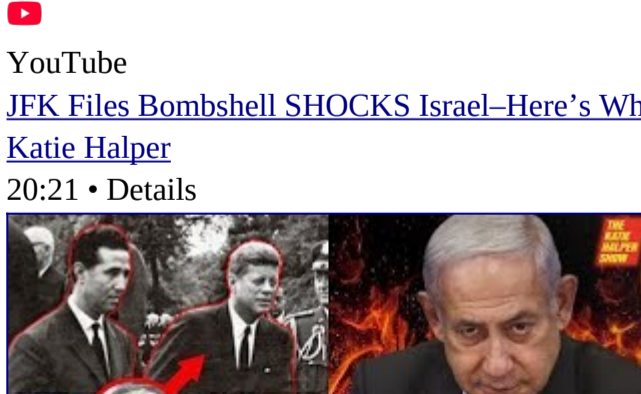 YouTube
JFK Files Bombshell SHOCKS Israel–Here’s Wh
Katie Halper
20:21 • Details
THE
KATIE
HALPER
SHOW